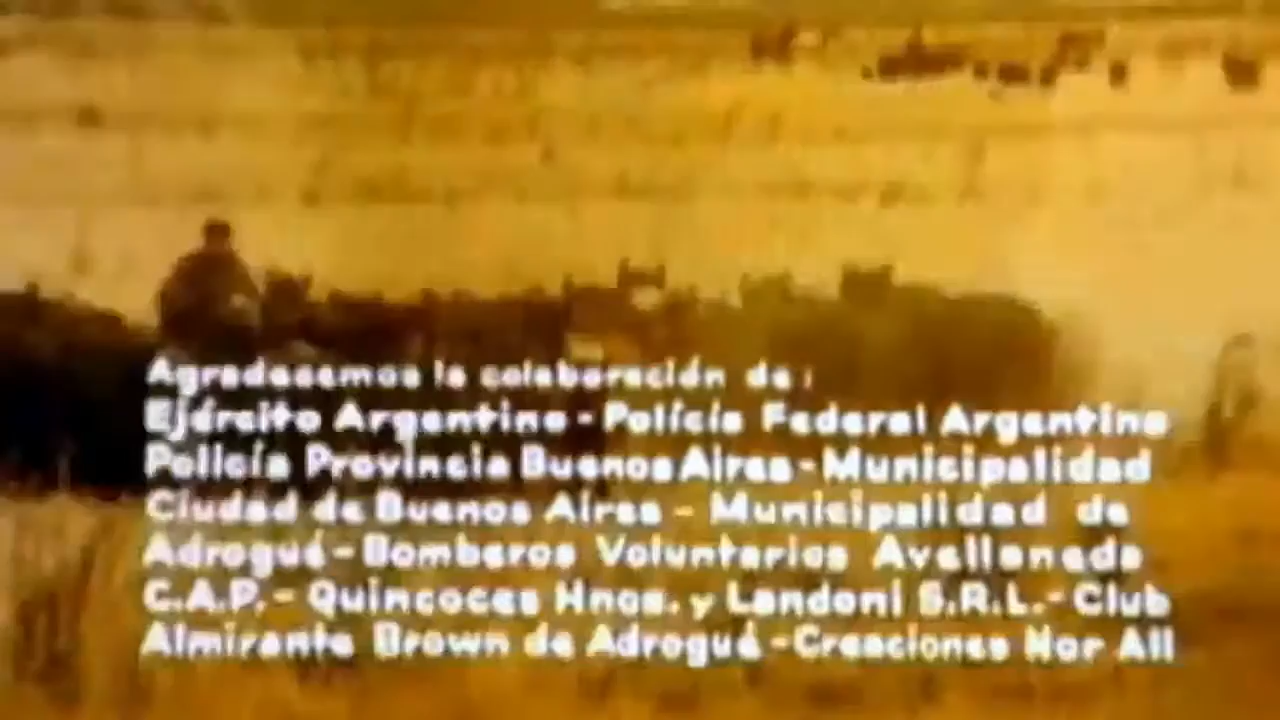 Agradecemos la colaboración de:
Ejército Argentino - Polícía Federal Argentina
Policía Provincia Buenos Aires - Municipalidad
Ciudad de Buenos Aires - Municipalidad de
Adrogué - Bomberos Voluntarios Avellaneda
C.A.P. - Quincoces Hnos. y Landoni S.R.L. - Club
Almirante Brown de Adrogué - Creaciones Nor All